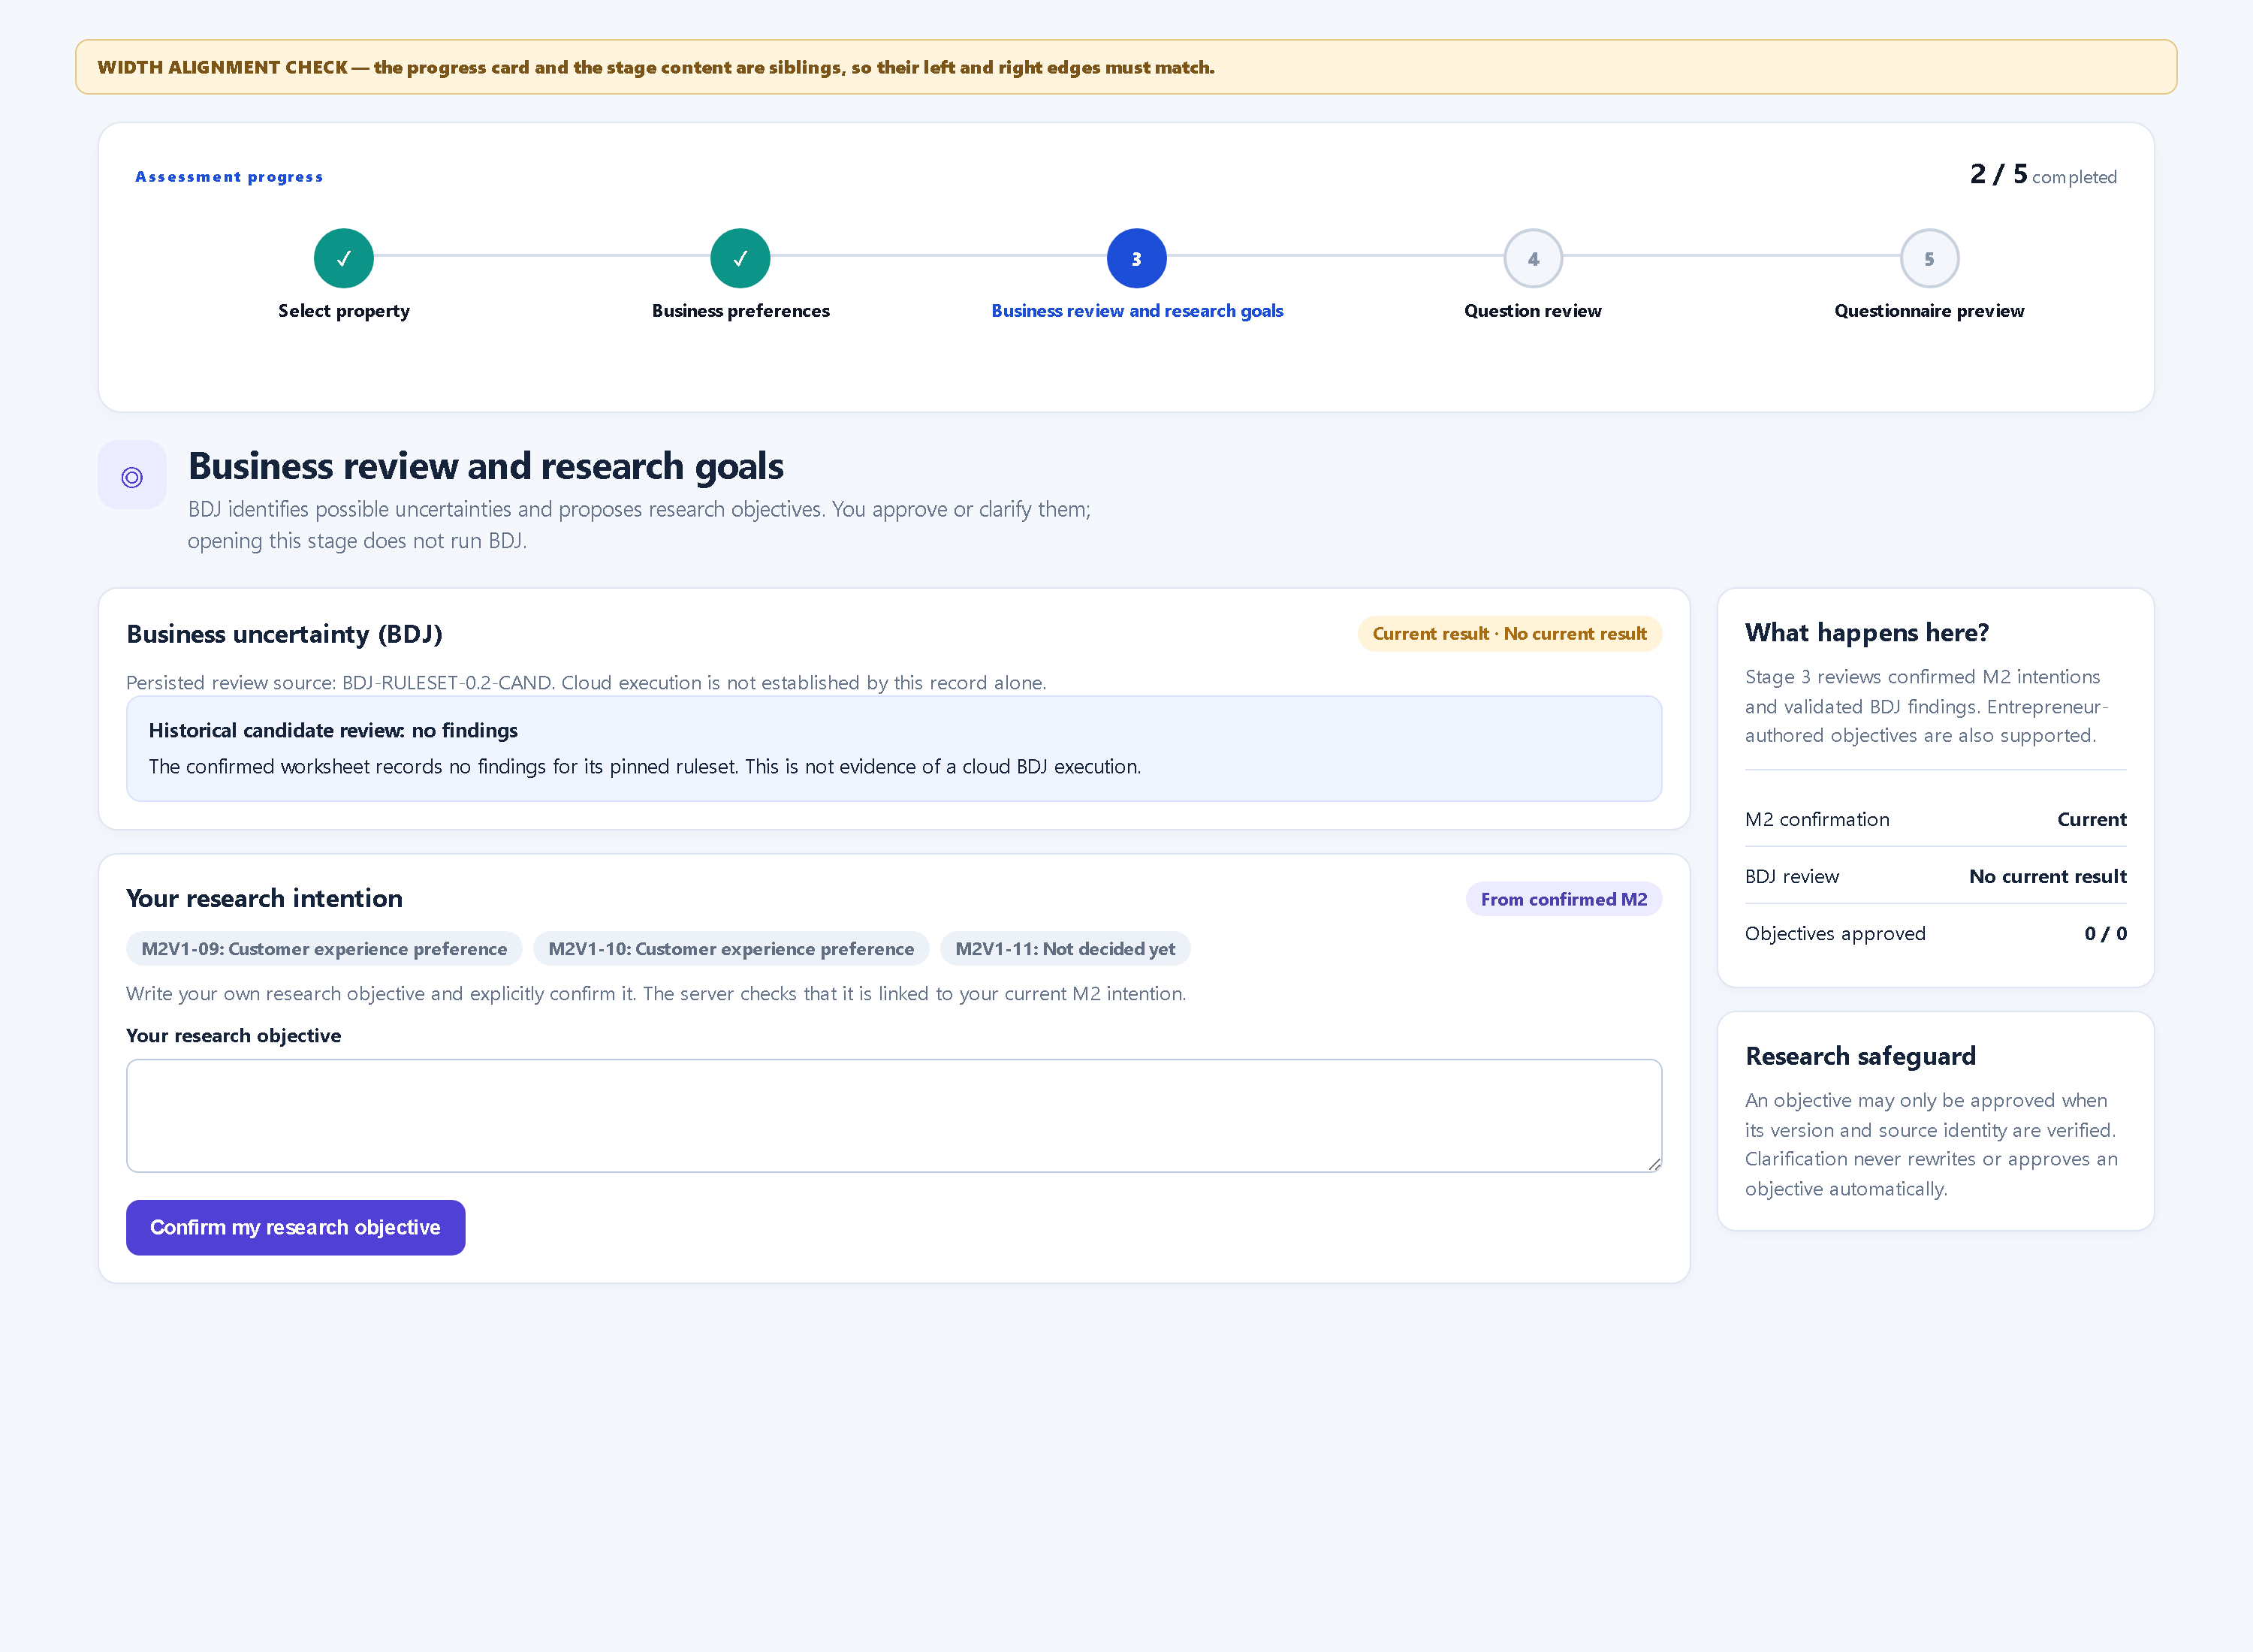 WIDTH ALIGNMENT CHECK — the progress card and the stage content are siblings, so their left and right edges must match.
Assessment progress
2 / 5 completed
✓
✓
3
4
5
Select property
Business preferences
Business review and research goals
Question review
Questionnaire preview
Business review and research goals
BDJ identifies possible uncertainties and proposes research objectives. You approve or clarify them;
opening this stage does not run BDJ.
Business uncertainty (BDJ)
Current result · No current result
Persisted review source: BDJ-RULESET-0.2-CAND. Cloud execution is not established by this record alone.
Historical candidate review: no findings
The confirmed worksheet records no findings for its pinned ruleset. This is not evidence of a cloud BDJ execution.
Your research intention
From confirmed M2
M2V1-09: Customer experience preference
M2V1-10: Customer experience preference
M2V1-11: Not decided yet
Write your own research objective and explicitly confirm it. The server checks that it is linked to your current M2 intention.
Your research objective
Confirm my research objective
What happens here?
Stage 3 reviews confirmed M2 intentions
and validated BDJ findings. Entrepreneur-
authored objectives are also supported.
M2 confirmation
Current
BDJ review
No current result
Objectives approved
0 / 0
Research safeguard
An objective may only be approved when
its version and source identity are verified.
Clarification never rewrites or approves an
objective automatically.